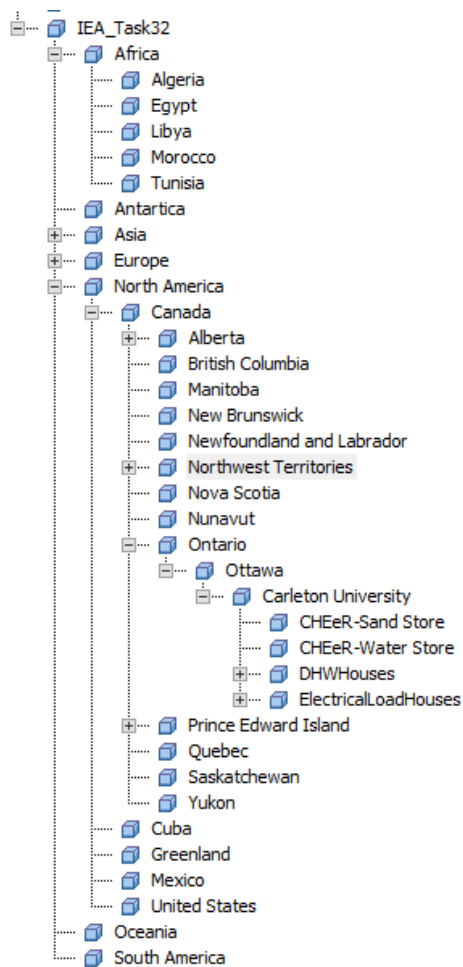 IEA_Task32
Africa
Algeria
Egypt
Libya
Morocco
Tunisia
Antartica
Asia
Europe
North America
Canada
Alberta
British Columbia
Manitoba
New Brunswick
Newfoundland and Labrador
Northwest Territories
Nova Scotia
Nunavut
Ontario
Ottawa
Carleton University
CHEeR-Sand Store
CHEeR-Water Store
DHWHouses
ElectricalLoadHouses
Prince Edward Island
Quebec
Saskatchewan
Yukon
Cuba
Greenland
Mexico
United States
Oceania
South America